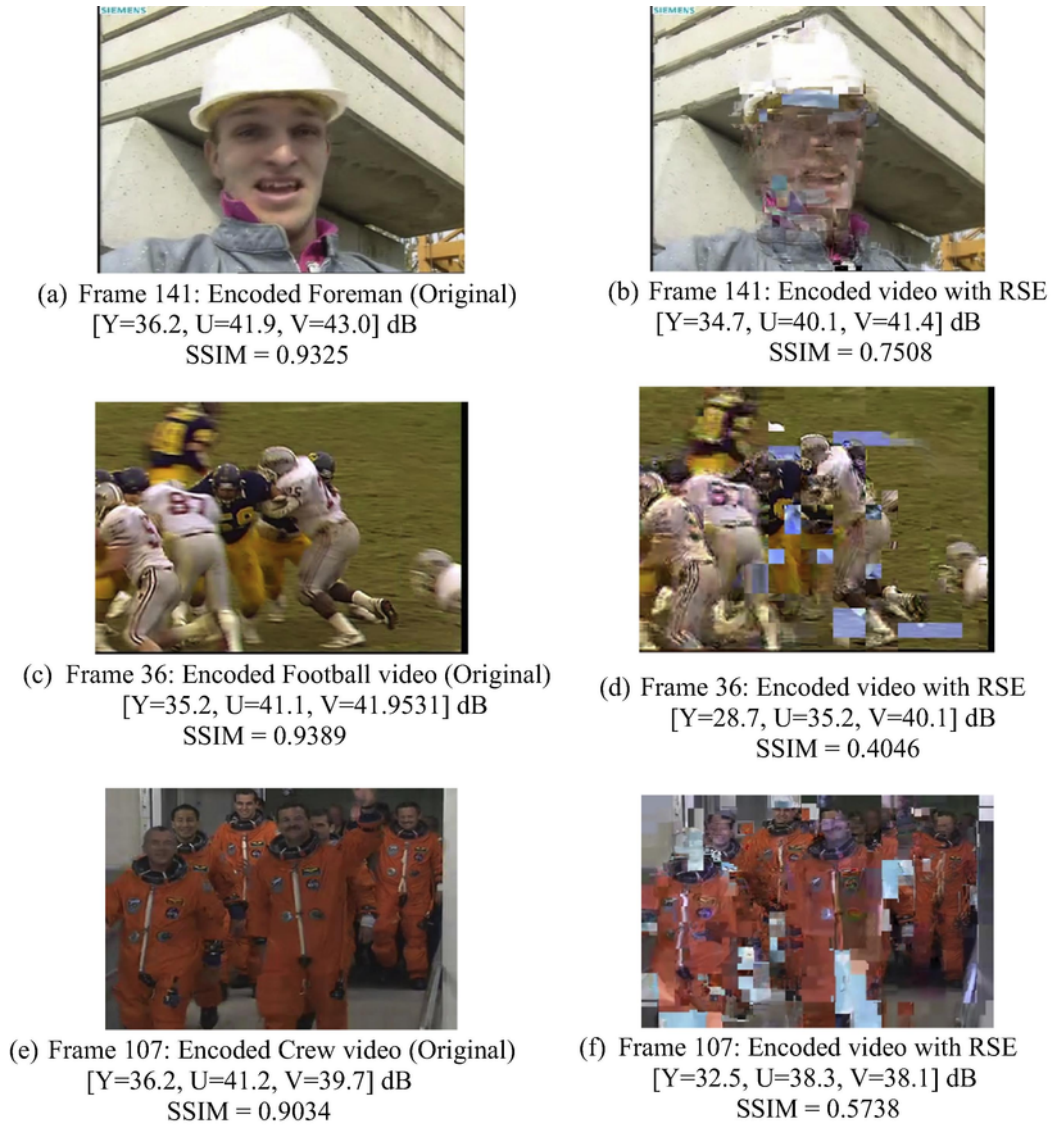 SIEMENS
SIEMENS
(a) Frame 141: Encoded Foreman (Original)
[Y=36.2, U=41.9, V=43.0] dB
SSIM = 0.9325
(b) Frame 141: Encoded video with RSE
[Y=34.7, U=40.1, V=41.4] dB
SSIM = 0.7508
87
59
(c) Frame 36: Encoded Football video (Original)
[Y=35.2, U=41.1, V=41.9531] dB
SSIM = 0.9389
(d) Frame 36: Encoded video with RSE
[Y=28.7, U=35.2, V=40.1] dB
SSIM = 0.4046
(e) Frame 107: Encoded Crew video (Original)
[Y=36.2, U=41.2, V=39.7] dB
SSIM = 0.9034
(f) Frame 107: Encoded video with RSE
[Y=32.5, U=38.3, V=38.1] dB
SSIM = 0.5738